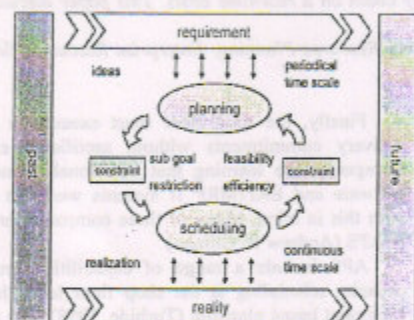 requirement
ideas
periodical
time scale
planning
past
future
constraint
sub goal
feasibility
constraint
restriction
efficiency
scheduling
realization
continuous
time scale
reality